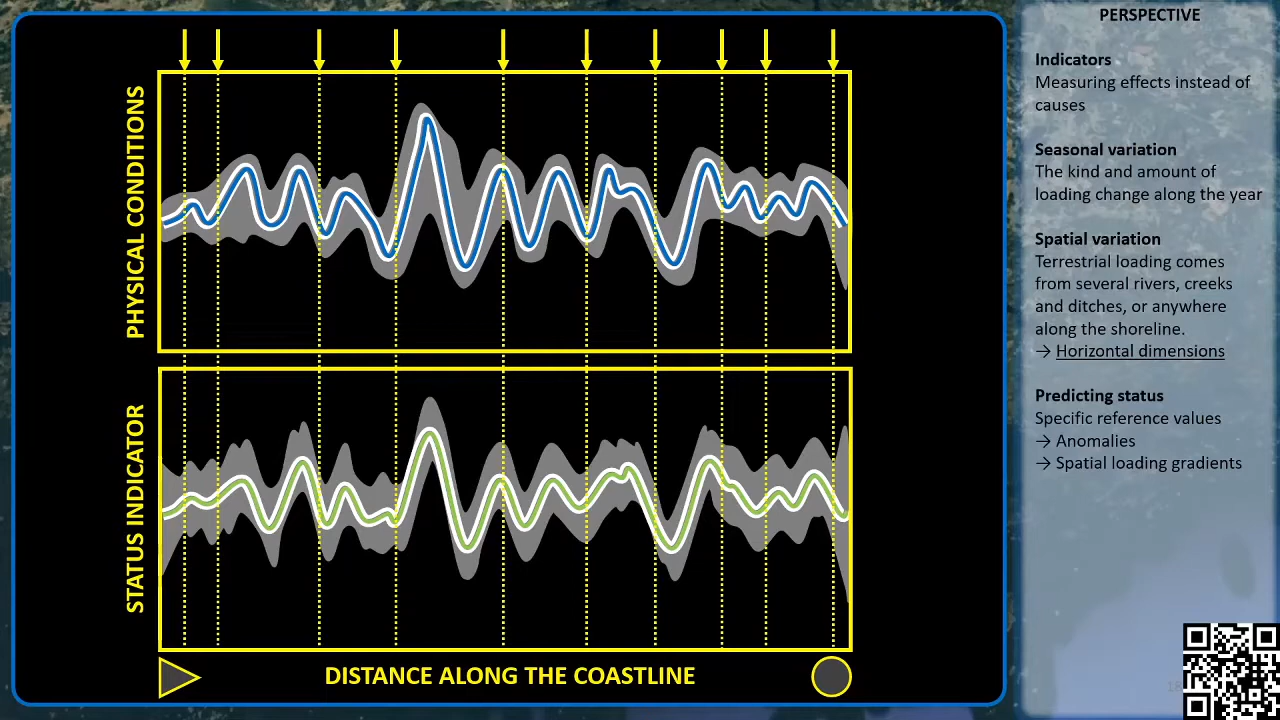 PHYSICAL CONDITIONS
STATUS INDICATOR
DISTANCE ALONG THE COASTLINE
PERSPECTIVE
Indicators
Measuring effects instead of
causes
Seasonal variation
The kind and amount of
loading change along the year
Spatial variation
Terrestrial loading comes
from several rivers, creeks
and ditches, or anywhere
along the shoreline.
→ Horizontal dimensions
Predicting status
Specific reference values
→ Anomalies
→ Spatial loading gradients